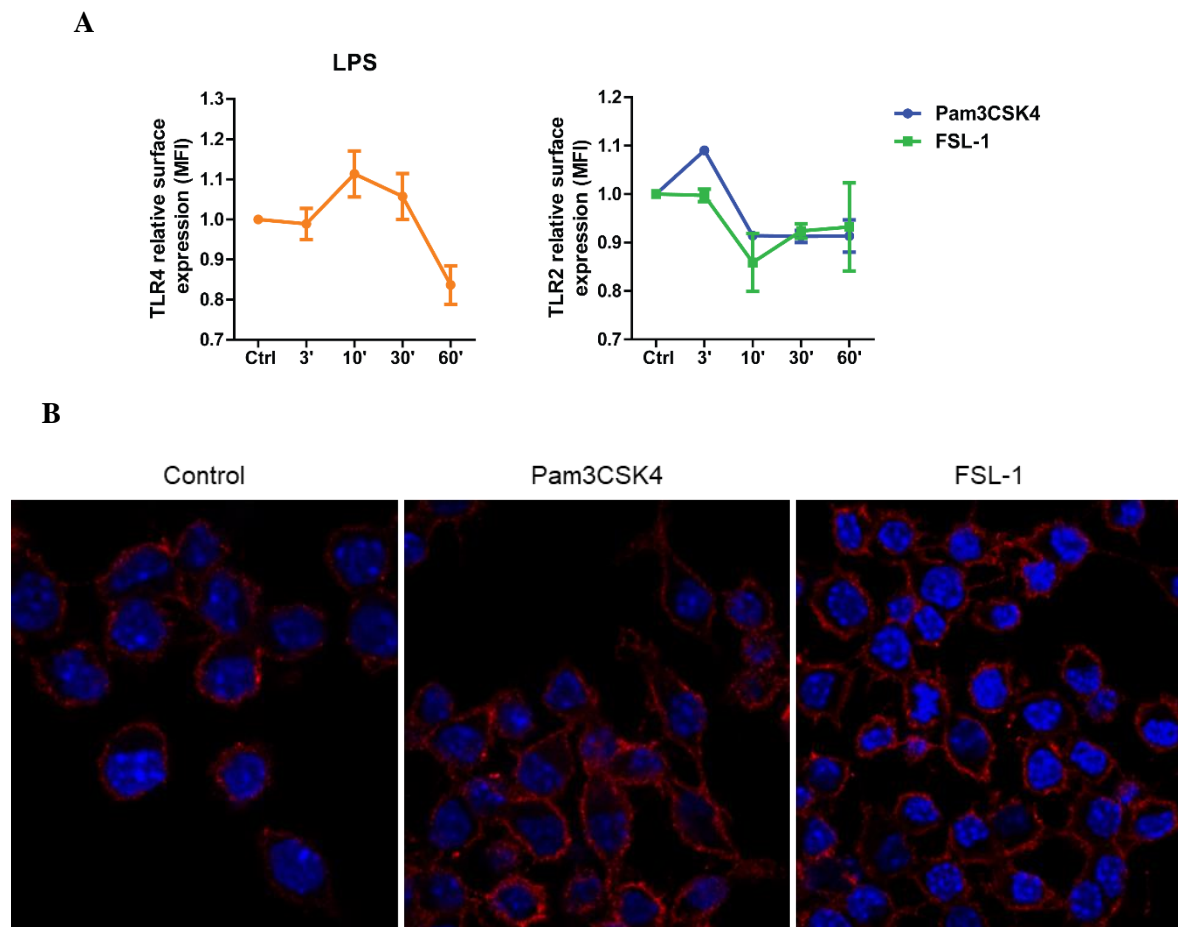 A
LPS
TLR4 relative surface
expression (MFI)
1.3
1.2
1.1
1.0
0.9
0.8
0.7
Ctrl 3' 10' 30' 60'
TLR2 relative surface
expression (MFI)
1.2
1.1
1.0
0.9
0.8
0.7
Ctrl 3' 10' 30' 60'
Pam3CSK4
FSL-1
B
Control
Pam3CSK4
FSL-1